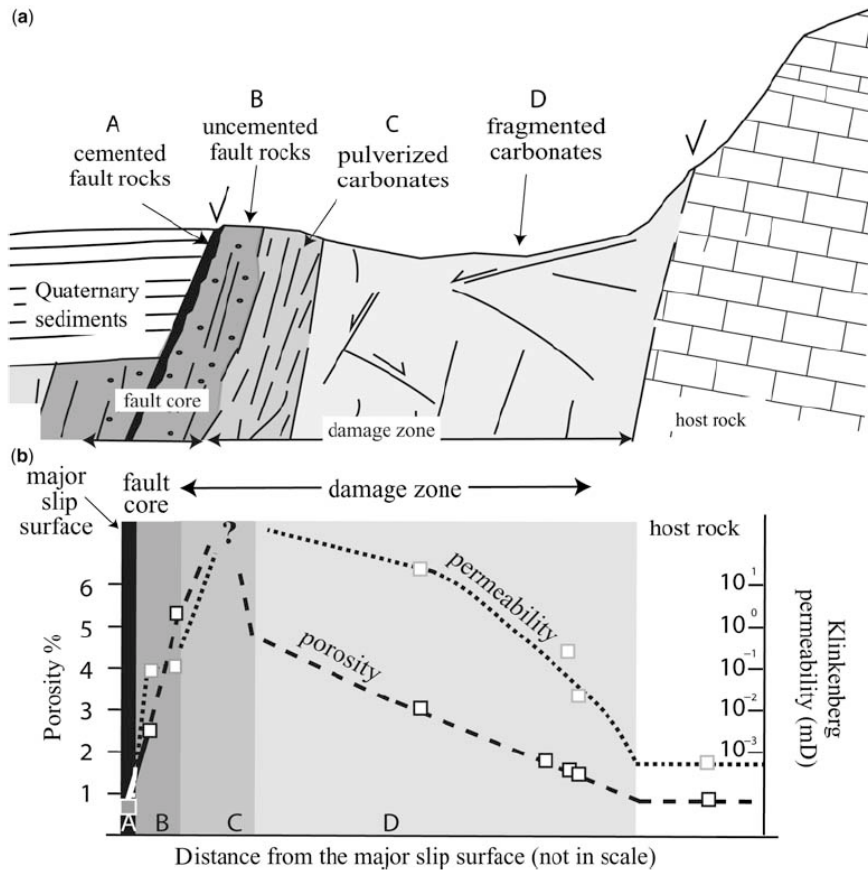 (a)
A
cemented
fault rocks
B
uncemented
fault rocks
C
pulverized
carbonates
D
fragmented
carbonates
Quaternary
sediments
fault core
damage zone
host rock
(b)
major
slip
surface
fault
core
damage zone
host rock
?
permeability
porosity
6
5
4
3
2
1
Porosity %
10¹
10⁰
10⁻¹
10⁻²
10⁻³
Klinkenberg
permeability (mD)
A
B
C
D
Distance from the major slip surface (not in scale)